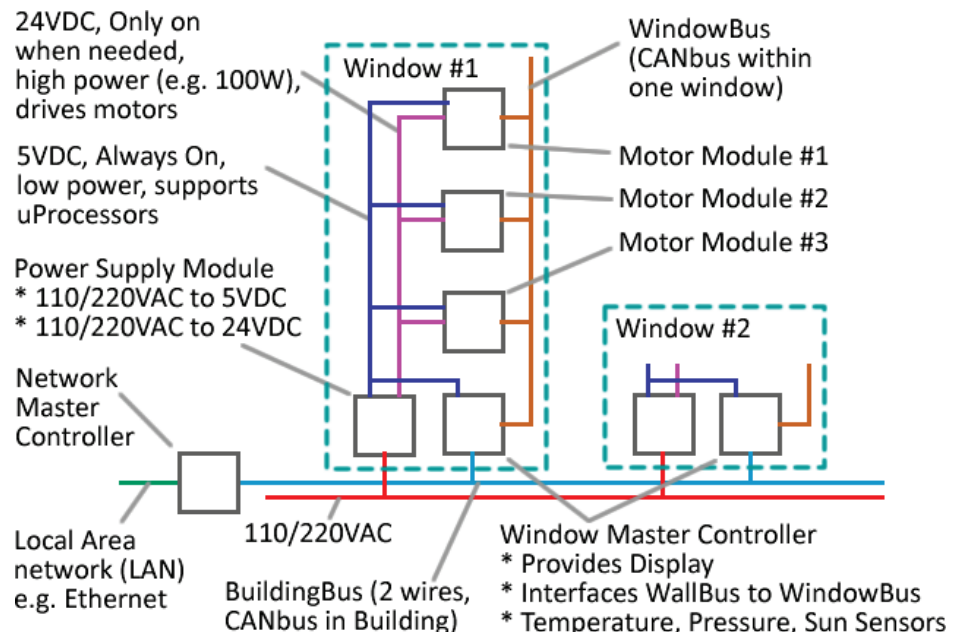 24VDC, Only on
when needed,
high power (e.g. 100W),
drives motors
5VDC, Always On,
low power, supports
uProcessors
Power Supply Module
* 110/220VAC to 5VDC
* 110/220VAC to 24VDC
Network
Master
Controller
Local Area
network (LAN)
e.g. Ethernet
Window #1
WindowBus
(CANbus within
one window)
Motor Module #1
Motor Module #2
Motor Module #3
Window #2
110/220VAC
BuildingBus (2 wires,
CANbus in Building)
Window Master Controller
* Provides Display
* Interfaces WallBus to WindowBus
* Temperature, Pressure, Sun Sensors